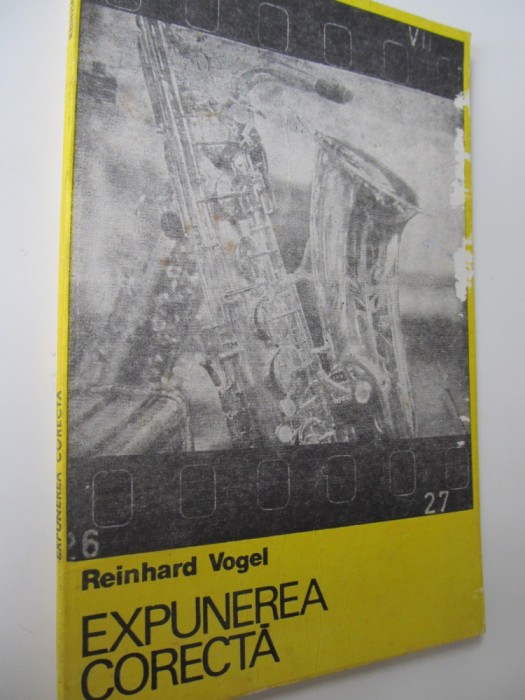 VII
26
27
Reinhard Vogel
EXPUNEREA
CORECTĂ
EXPUNEREA CORECTĂ